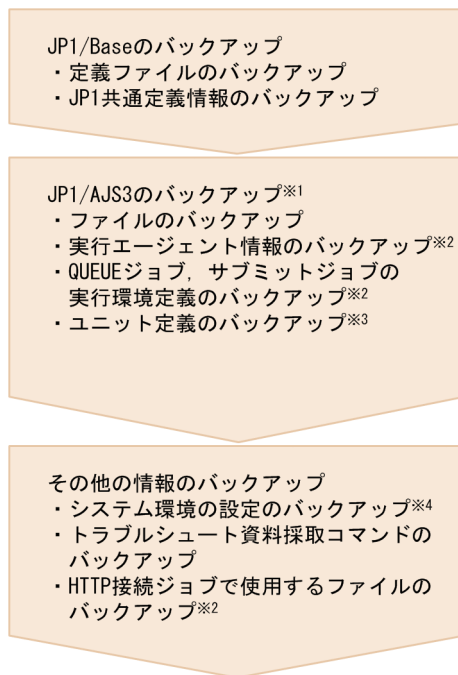 JP1/Baseのバックアップ
・定義ファイルのバックアップ
・JP1共通定義情報のバックアップ
JP1/AJS3のバックアップ※1
・ファイルのバックアップ
・実行エージェント情報のバックアップ※2
・QUEUEジョブ，サブミットジョブの
実行環境定義のバックアップ※2
・ユニット定義のバックアップ※3
その他の情報のバックアップ
・システム環境の設定のバックアップ※4
・トラブルシュート資料採取コマンドの
バックアップ
・HTTP接続ジョブで使用するファイルの
バックアップ※2